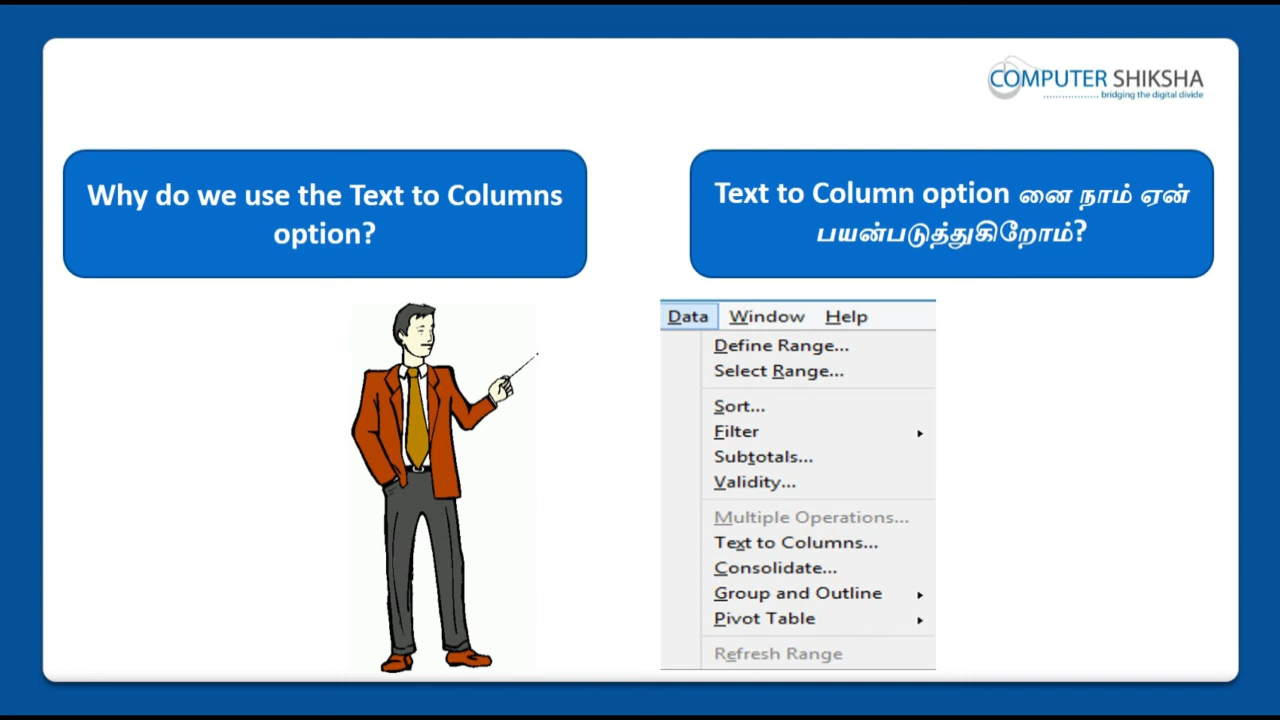 COMPUTER SHIKSHA
.................. bridging the digital divide
Why do we use the Text to Columns
option?
Text to Column option னை நாம் ஏன்
பயன்படுத்துகிறோம்?
Data Window Help
Define Range...
Select Range...
Sort...
Filter
Subtotals...
Validity...
Multiple Operations...
Text to Columns...
Consolidate...
Group and Outline
Pivot Table
Refresh Range